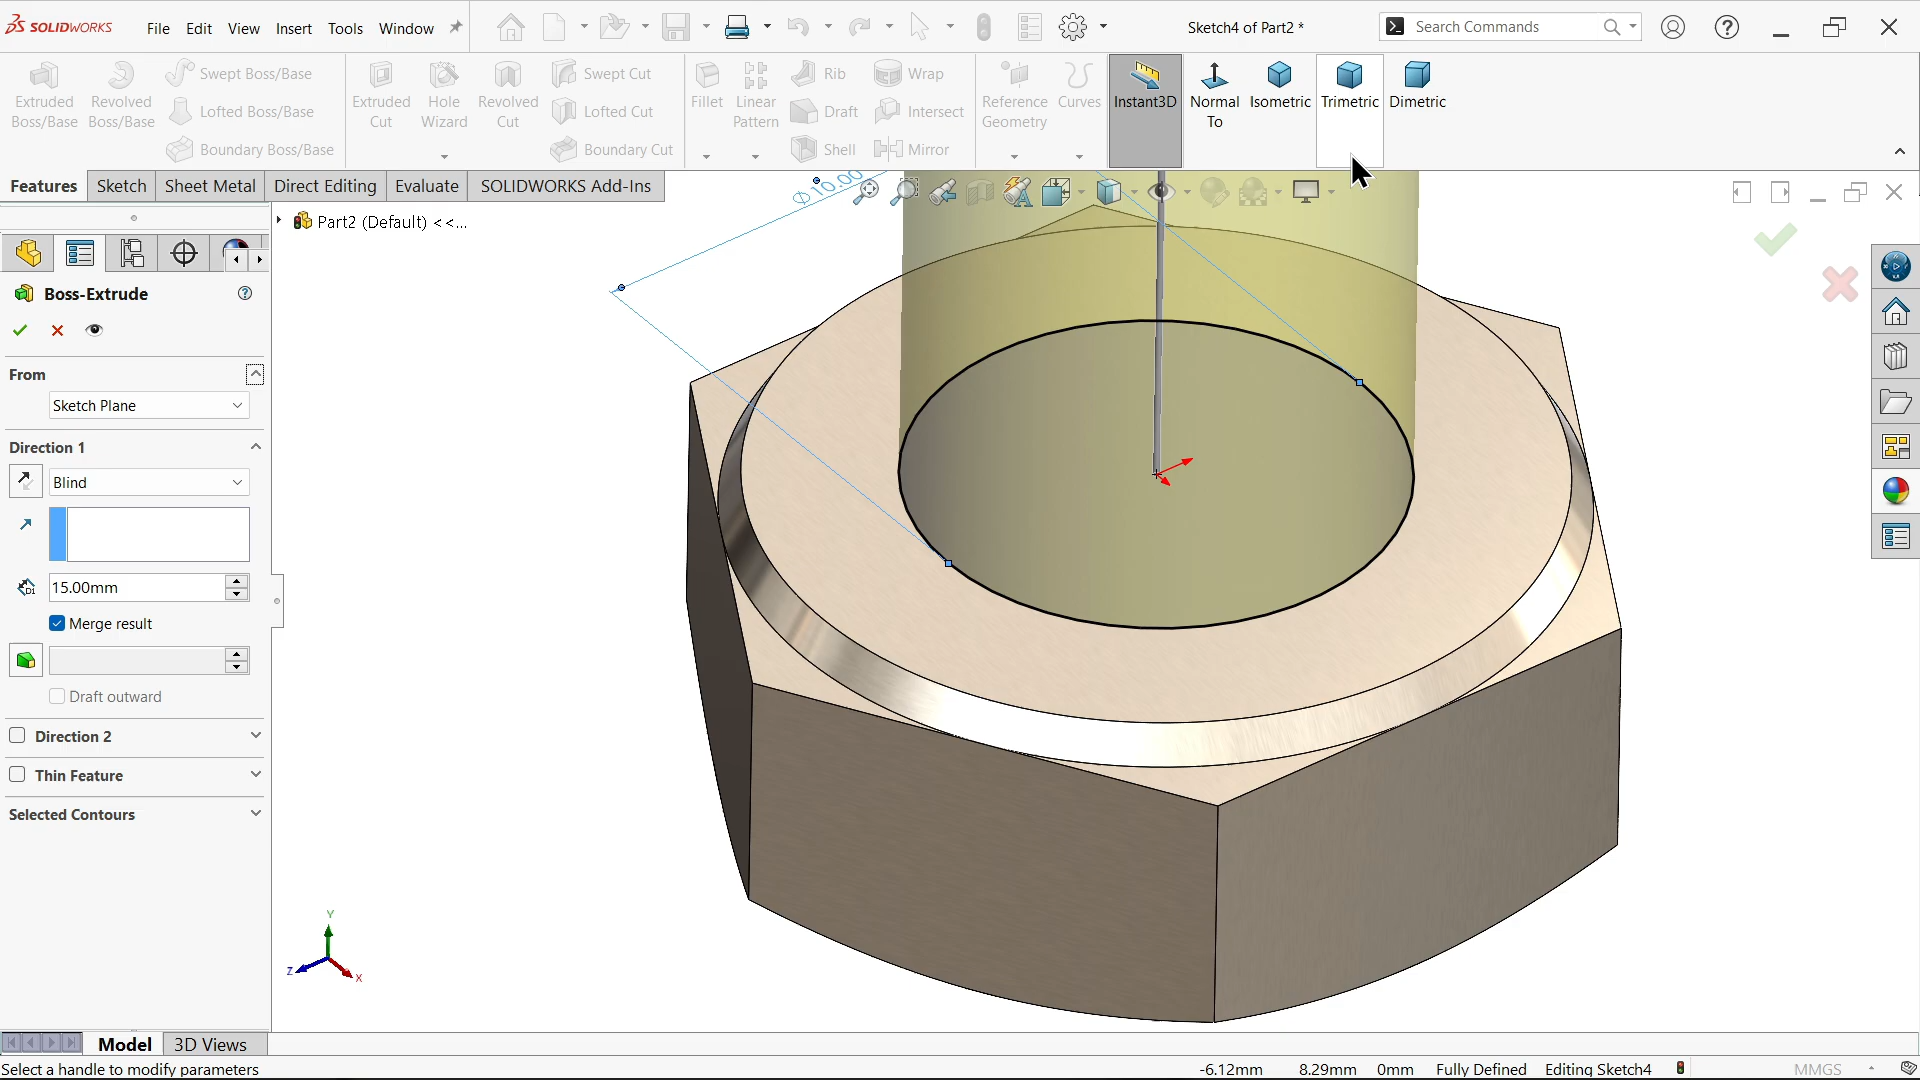 SOLIDWORKS File Edit View Insert Tools Window Sketch4 of Part2 * Search Commands
Extruded Boss/Base
Revolved Boss/Base
Swept Boss/Base
Lofted Boss/Base
Boundary Boss/Base
Extruded Cut
Hole Wizard
Revolved Cut
Swept Cut
Lofted Cut
Boundary Cut
Fillet
Linear Pattern
Rib
Draft
Shell
Wrap
Intersect
Mirror
Reference Geometry
Curves
Instant3D
Normal To
Isometric
Trimetric
Dimetric
Features Sketch Sheet Metal Direct Editing Evaluate SOLIDWORKS Add-Ins
Part2 (Default) <<...
∅10.00
Boss-Extrude
From
Sketch Plane
Direction 1
Blind
D1
15.00mm
Merge result
Draft outward
Direction 2
Thin Feature
Selected Contours
Y
Z
X
Model 3D Views
Select a handle to modify parameters -6.12mm 8.29mm 0mm Fully Defined Editing Sketch4 MMGS